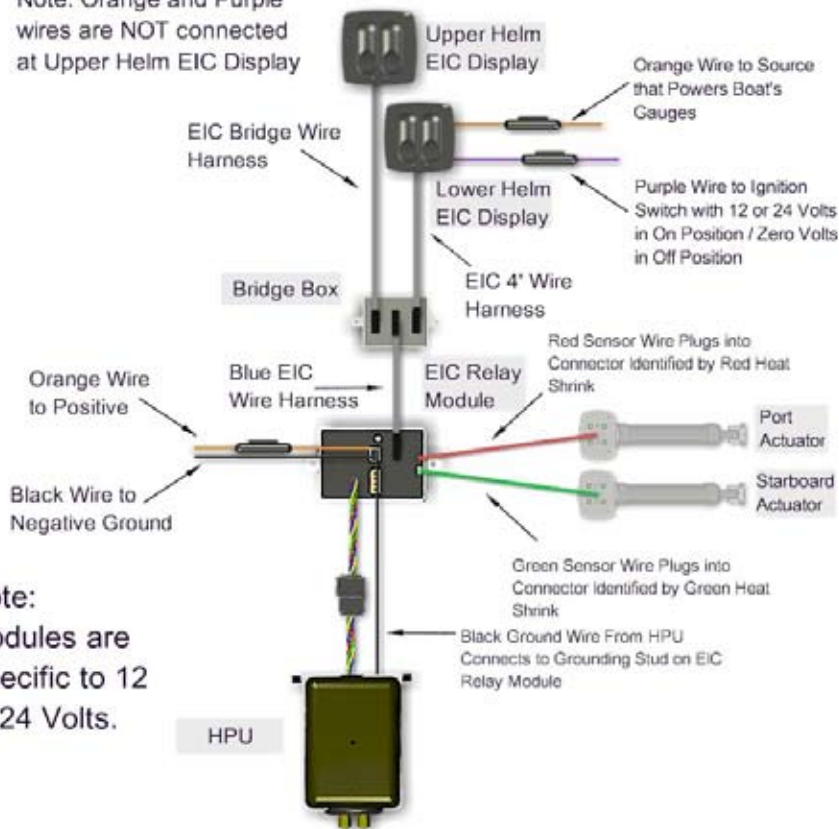 Note: Orange and Purple
wires are NOT connected
at Upper Helm EIC Display
Upper Helm
EIC Display
Orange Wire to Source
that Powers Boat's
Gauges
EIC Bridge Wire
Harness
Lower Helm
EIC Display
Purple Wire to Ignition
Switch with 12 or 24 Volts
in On Position / Zero Volts
in Off Position
EIC 4' Wire
Harness
Bridge Box
Red Sensor Wire Plugs into
Connector Identified by Red Heat
Shrink
Orange Wire
to Positive
Blue EIC
Wire Harness
EIC Relay
Module
Port
Actuator
Black Wire to
Negative Ground
Starboard
Actuator
Green Sensor Wire Plugs into
Connector Identified by Green Heat
Shrink
ote:
odules are
ecific to 12
24 Volts.
Black Ground Wire From HPU
Connects to Grounding Stud on EIC
Relay Module
HPU